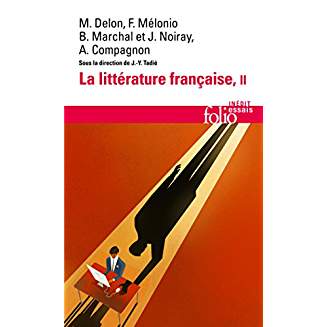 M. Delon, F. Mélonio
B. Marchal et J. Noiray,
A. Compagnon
Sous la direction de J.-Y. Tadié
La littérature française, II
INÉDIT
essais
folio